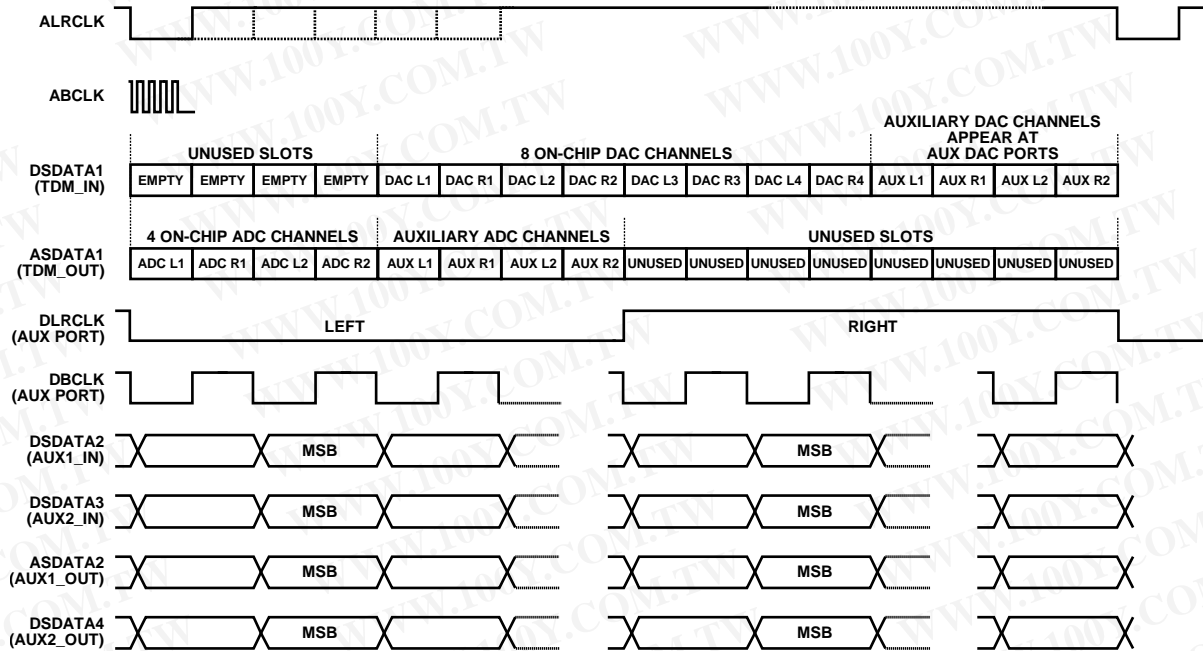 ALRCLK
ABCLK
AUXILIARY DAC CHANNELS
APPEAR AT
AUX DAC PORTS
UNUSED SLOTS 8 ON-CHIP DAC CHANNELS
DSDATA1
(TDM_IN)
EMPTY EMPTY EMPTY EMPTY DAC L1 DAC R1 DAC L2 DAC R2 DAC L3 DAC R3 DAC L4 DAC R4 AUX L1 AUX R1 AUX L2 AUX R2
4 ON-CHIP ADC CHANNELS AUXILIARY ADC CHANNELS UNUSED SLOTS
ASDATA1
(TDM_OUT)
ADC L1 ADC R1 ADC L2 ADC R2 AUX L1 AUX R1 AUX L2 AUX R2 UNUSED UNUSED UNUSED UNUSED UNUSED UNUSED UNUSED UNUSED
DLRCLK
(AUX PORT)
LEFT RIGHT
DBCLK
(AUX PORT)
DSDATA2
(AUX1_IN)
MSB MSB
DSDATA3
(AUX2_IN)
MSB MSB
ASDATA2
(AUX1_OUT)
MSB MSB
DSDATA4
(AUX2_OUT)
MSB MSB
WWW.100Y.COM.TW